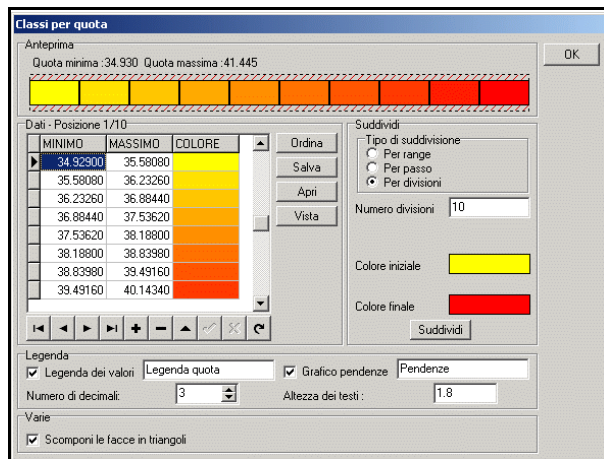 Classi per quota
Anteprima
Quota minima :34.930 Quota massima :41.445
OK
Dati - Posizione 1/10
MINIMO MASSIMO COLORE
34.92900 35.58080
35.58080 36.23260
36.23260 36.88440
36.88440 37.53620
37.53620 38.18800
38.18800 38.83980
38.83980 39.49160
39.49160 40.14340
Ordina
Salva
Apri
Vista
Suddividi
Tipo di suddivisione
Per range
Per passo
Per divisioni
Numero divisioni 10
Colore iniziale
Colore finale
Suddividi
Legenda
Legenda dei valori Legenda quota Grafico pendenze Pendenze
Numero di decimali: 3 Altezza dei testi : 1.8
Varie
Scomponi le facce in triangoli